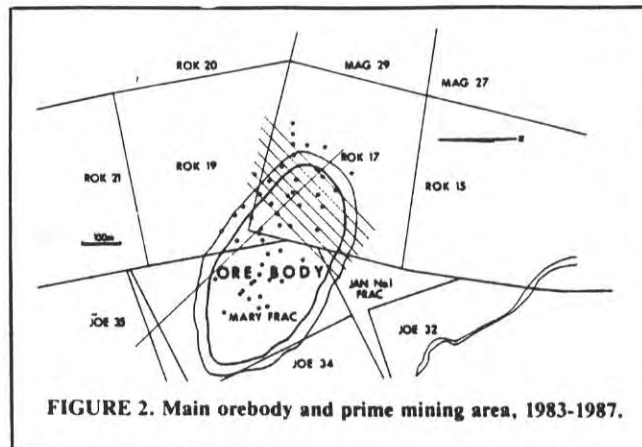 ROK 20
MAG 29
MAG 27
ROK 21
ROK 19
ROK 17
ROK 15
100m
ORE BODY
JAN No1
FRAC
MARY FRAC
JOE 35
JOE 34
JOE 32
FIGURE 2. Main orebody and prime mining area, 1983-1987.